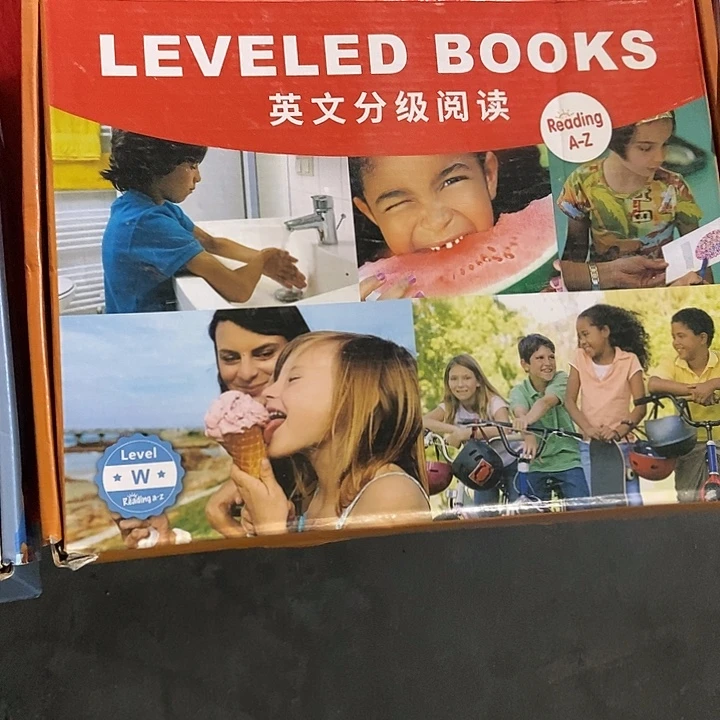 LEVELED BOOKS
英文分级阅读
Reading
A-Z
Level
W
Reading a-z